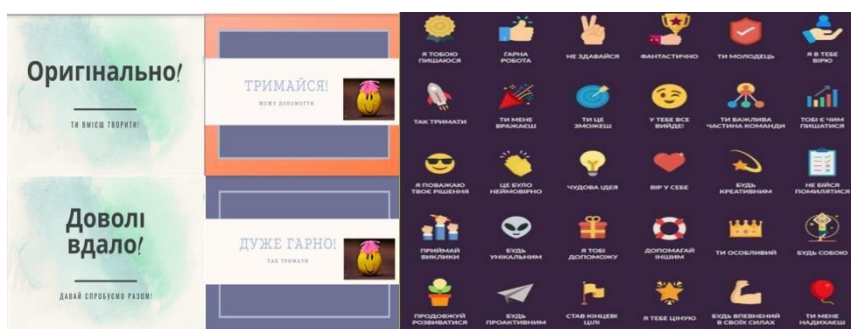 Оригінально!
ТИ ВМІЄШ ТВОРИТИ!
ТРИМАЙСЯ!
МОЖУ ДОПОМОГТИ
Доволі
вдало!
ДАВАЙ СПРОБУЄМО РАЗОМ!
ДУЖЕ ГАРНО!
ТАК ТРИМАТИ
Я ТОБОЮ
ПИШАЮСЯ
ГАРНА
РОБОТА
НЕ ЗДАВАЙСЯ
ФАНТАСТИЧНО
ТИ МОЛОДЕЦЬ
Я В ТЕБЕ
ВІРЮ
ТАК ТРИМАТИ
ТИ МЕНЕ
ВРАЖАЄШ
ТИ ЦЕ
ЗМОЖЕШ
У ТЕБЕ ВСЕ
ВИЙДЕ!
ТИ ВАЖЛИВА
ЧАСТИНА КОМАНДИ
ТОБІ Є ЧИМ
ПИШАТИСЯ
Я ПОВАЖАЮ
ТВОЄ РІШЕННЯ
ЦЕ БУЛО
НЕЙМОВІРНО
ЧУДОВА ІДЕЯ
ВІР У СЕБЕ
БУДЬ
КРЕАТИВНИМ
НЕ БІЙСЯ
ПОМИЛЯТИСЯ
ПРИЙМАЙ
ВИКЛИКИ
БУДЬ
УНІКАЛЬНИМ
Я ТОБІ
ДОПОМОЖУ
ДОПОМАГАЙ
ІНШИМ
ТИ ОСОБЛИВИЙ
БУДЬ СОБОЮ
ПРОДОВЖУЙ
РОЗВИВАТИСЯ
БУДЬ
ПРОАКТИВНИМ
СТАВ КІНЦЕВІ
ЦІЛІ
Я ТЕБЕ ЦІНУЮ
БУДЬ ВПЕВНЕНИЙ
В СВОЇХ СИЛАХ
ТИ МЕНЕ
НАДИХАЄШ